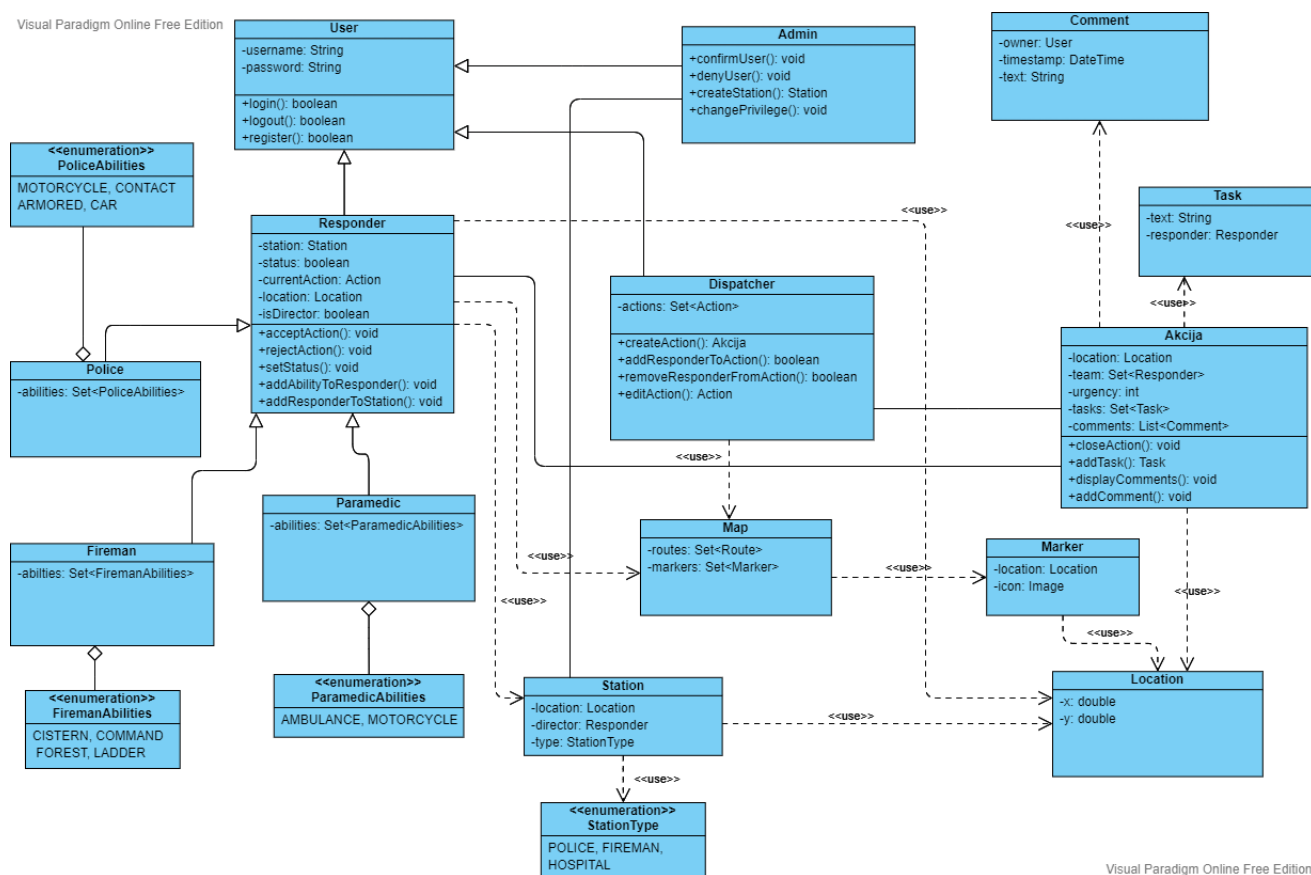 Visual Paradigm Online Free Edition
User
-username: String
-password: String
+login(): boolean
+logout(): boolean
+register(): boolean
Admin
+confirmUser(): void
+denyUser(): void
+createStation(): Station
+changePrivilege(): void
Comment
-owner: User
-timestamp: DateTime
-text: String
<<enumeration>>
PoliceAbilities
MOTORCYCLE, CONTACT
ARMORED, CAR
Responder
-station: Station
-status: boolean
-currentAction: Action
-location: Location
-isDirector: boolean
+acceptAction(): void
+rejectAction(): void
+setStatus(): void
+addAbilityToResponder(): void
+addResponderToStation(): void
<<use>>
<<use>>
Task
-text: String
-responder: Responder
<<use>>
Dispatcher
-actions: Set<Action>
+createAction(): Akcija
+addResponderToAction(): boolean
+removeResponderFromAction(): boolean
+editAction(): Action
<<use>>
Akcija
-location: Location
-team: Set<Responder>
-urgency: int
-tasks: Set<Task>
-comments: List<Comment>
+closeAction(): void
+addTask(): Task
+displayComments(): void
+addComment(): void
Police
-abilities: Set<PoliceAbilities>
Paramedic
-abilities: Set<ParamedicAbilities>
Fireman
-abilties: Set<FiremanAbilities>
<<use>>
<<use>>
Map
-routes: Set<Route>
-markers: Set<Marker>
<<use>>
Marker
-location: Location
-icon: Image
<<use>>
<<use>>
<<enumeration>>
FiremanAbilities
CISTERN, COMMAND
FOREST, LADDER
<<enumeration>>
ParamedicAbilities
AMBULANCE, MOTORCYCLE
Station
-location: Location
-director: Responder
-type: StationType
<<use>>
Location
-x: double
-y: double
<<use>>
<<enumeration>>
StationType
POLICE, FIREMAN,
HOSPITAL
Visual Paradigm Online Free Edition